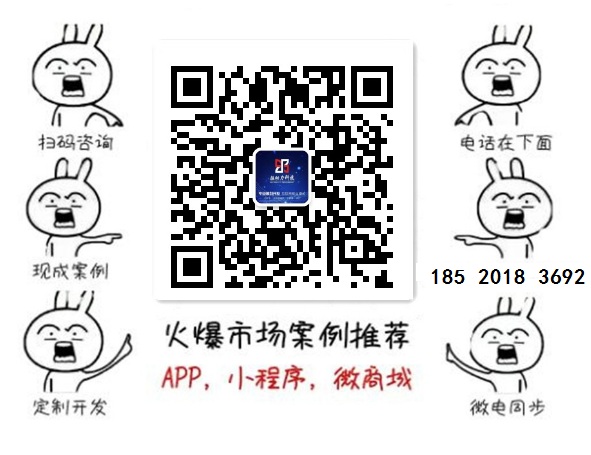 扫码咨询
电话在下面
现成案例
185 2018 3692
火爆市场案例推荐
APP，小程序，微商城
定制开发
微电同步